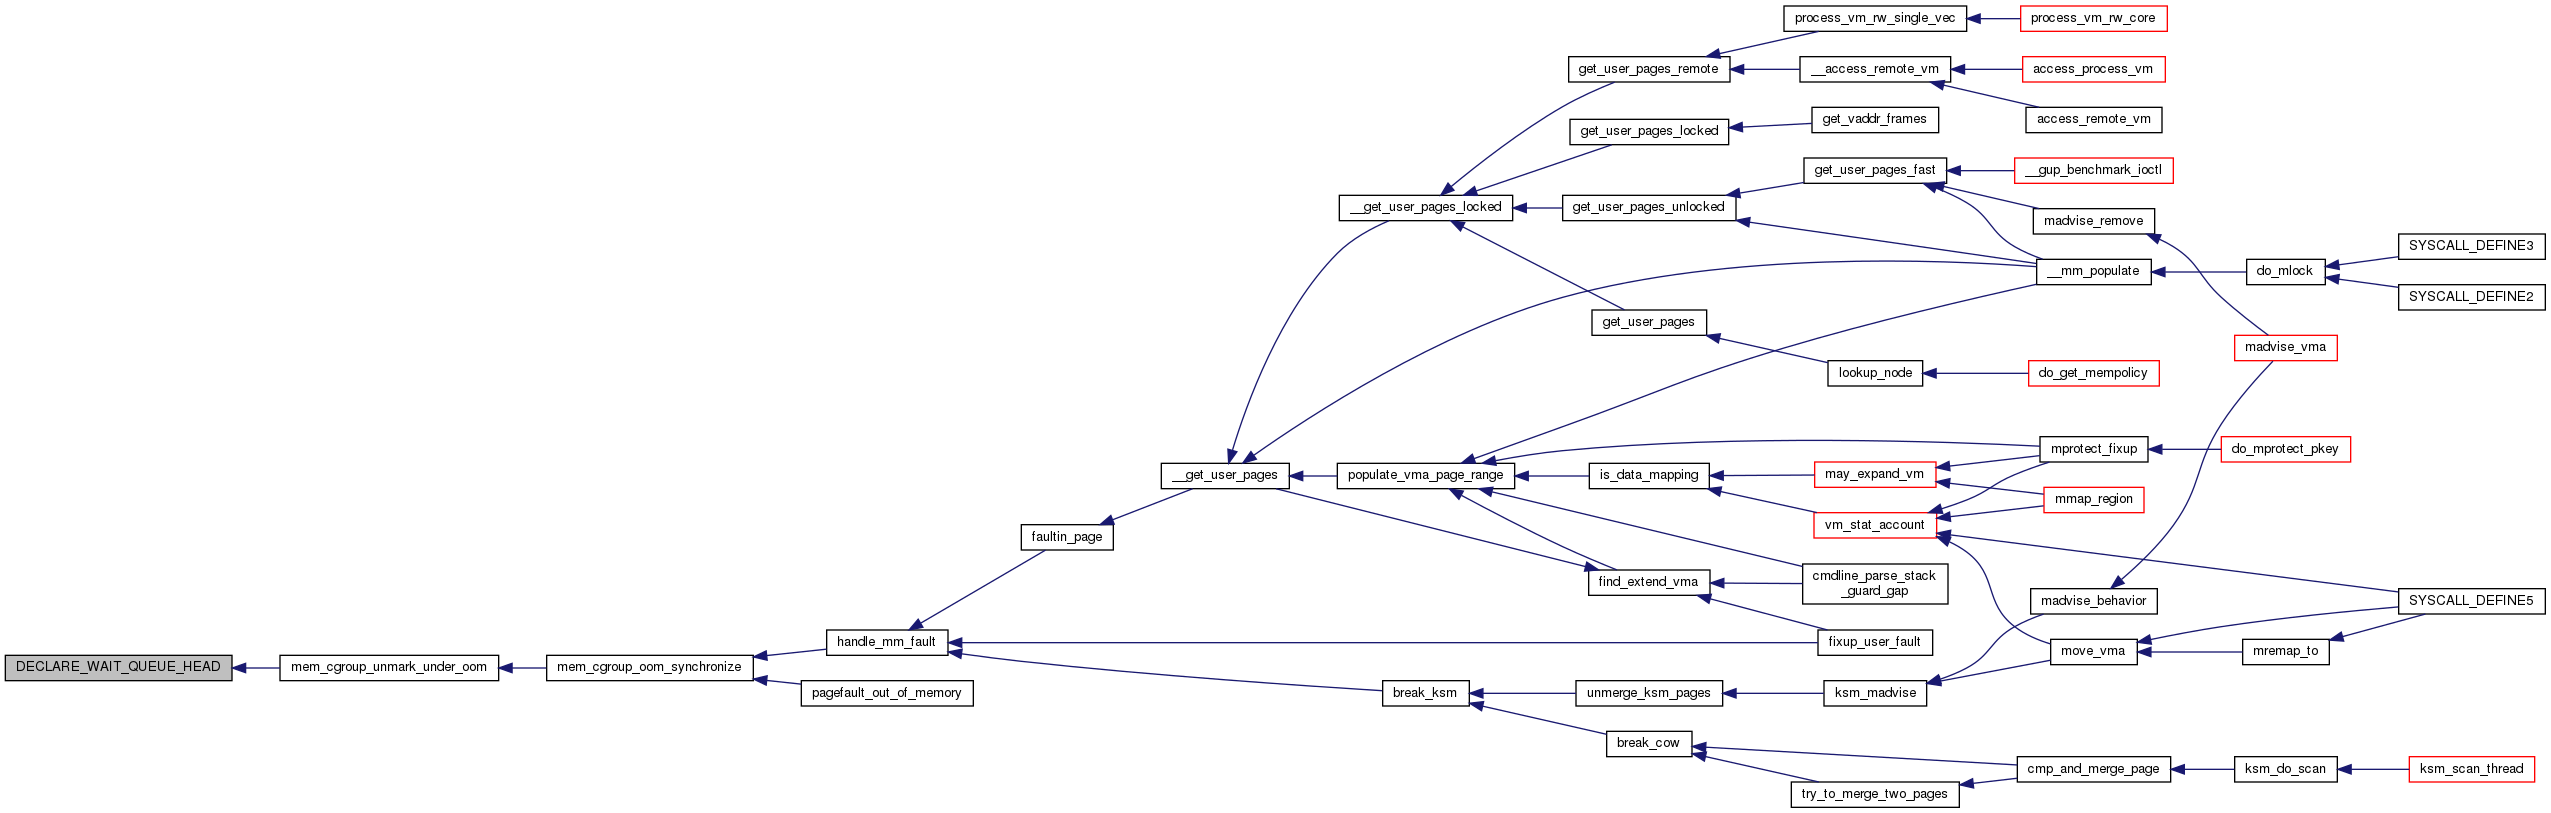 process_vm_rw_single_vec
process_vm_rw_core
get_user_pages_remote
__access_remote_vm
access_process_vm
access_remote_vm
get_user_pages_locked
get_vaddr_frames
get_user_pages_fast
__gup_benchmark_ioctl
__get_user_pages_locked
get_user_pages_unlocked
madvise_remove
SYSCALL_DEFINE3
__mm_populate
do_mlock
SYSCALL_DEFINE2
get_user_pages
madvise_vma
lookup_node
do_get_mempolicy
mprotect_fixup
do_mprotect_pkey
__get_user_pages
populate_vma_page_range
is_data_mapping
may_expand_vm
mmap_region
vm_stat_account
faultin_page
find_extend_vma
cmdline_parse_stack
_guard_gap
madvise_behavior
SYSCALL_DEFINE5
handle_mm_fault
fixup_user_fault
move_vma
mremap_to
DECLARE_WAIT_QUEUE_HEAD
mem_cgroup_unmark_under_oom
mem_cgroup_oom_synchronize
pagefault_out_of_memory
break_ksm
unmerge_ksm_pages
ksm_madvise
break_cow
cmp_and_merge_page
ksm_do_scan
ksm_scan_thread
try_to_merge_two_pages